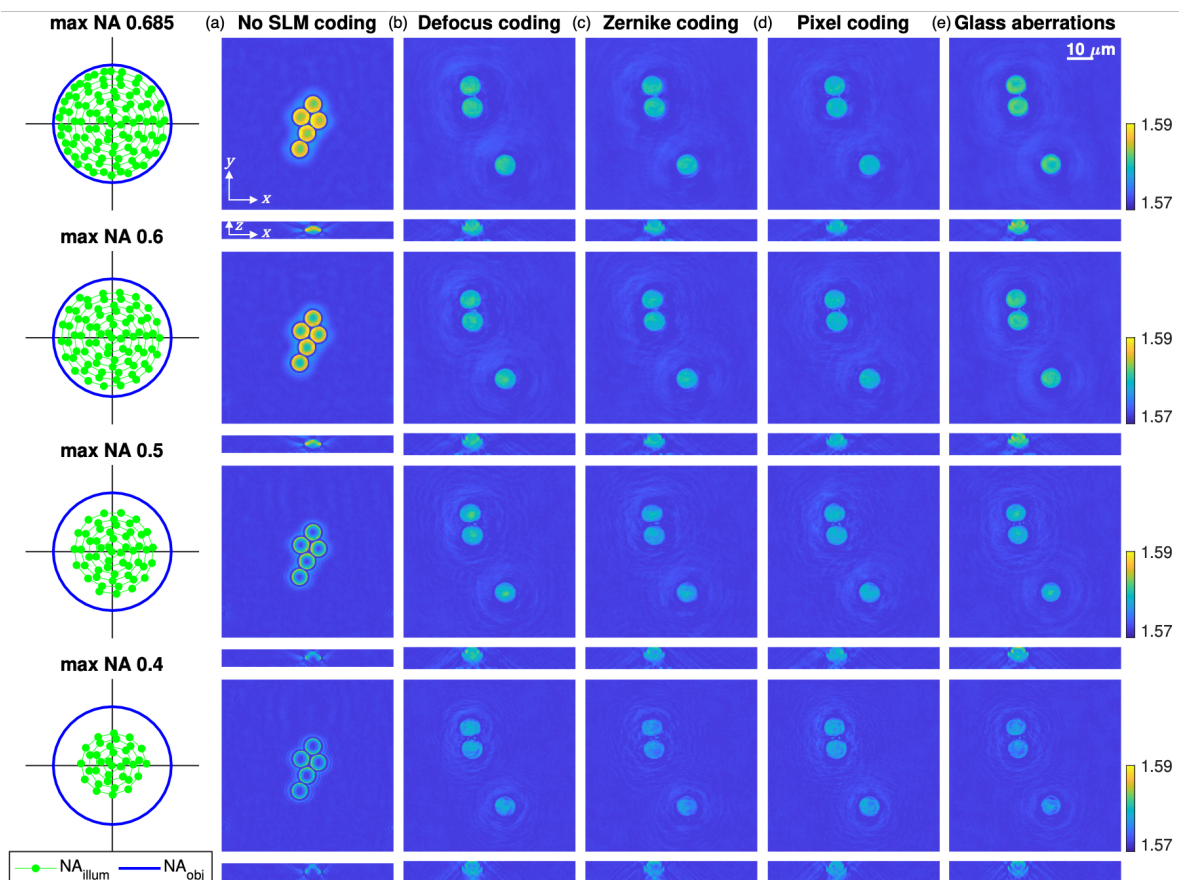 max NA 0.685 (a) No SLM coding (b) Defocus coding (c) Zernike coding (d) Pixel coding (e) Glass aberrations
10 μm
1.59
y
x
1.57
z
x
max NA 0.6
1.59
1.57
max NA 0.5
1.59
1.57
max NA 0.4
1.59
1.57
NAillum NAobj